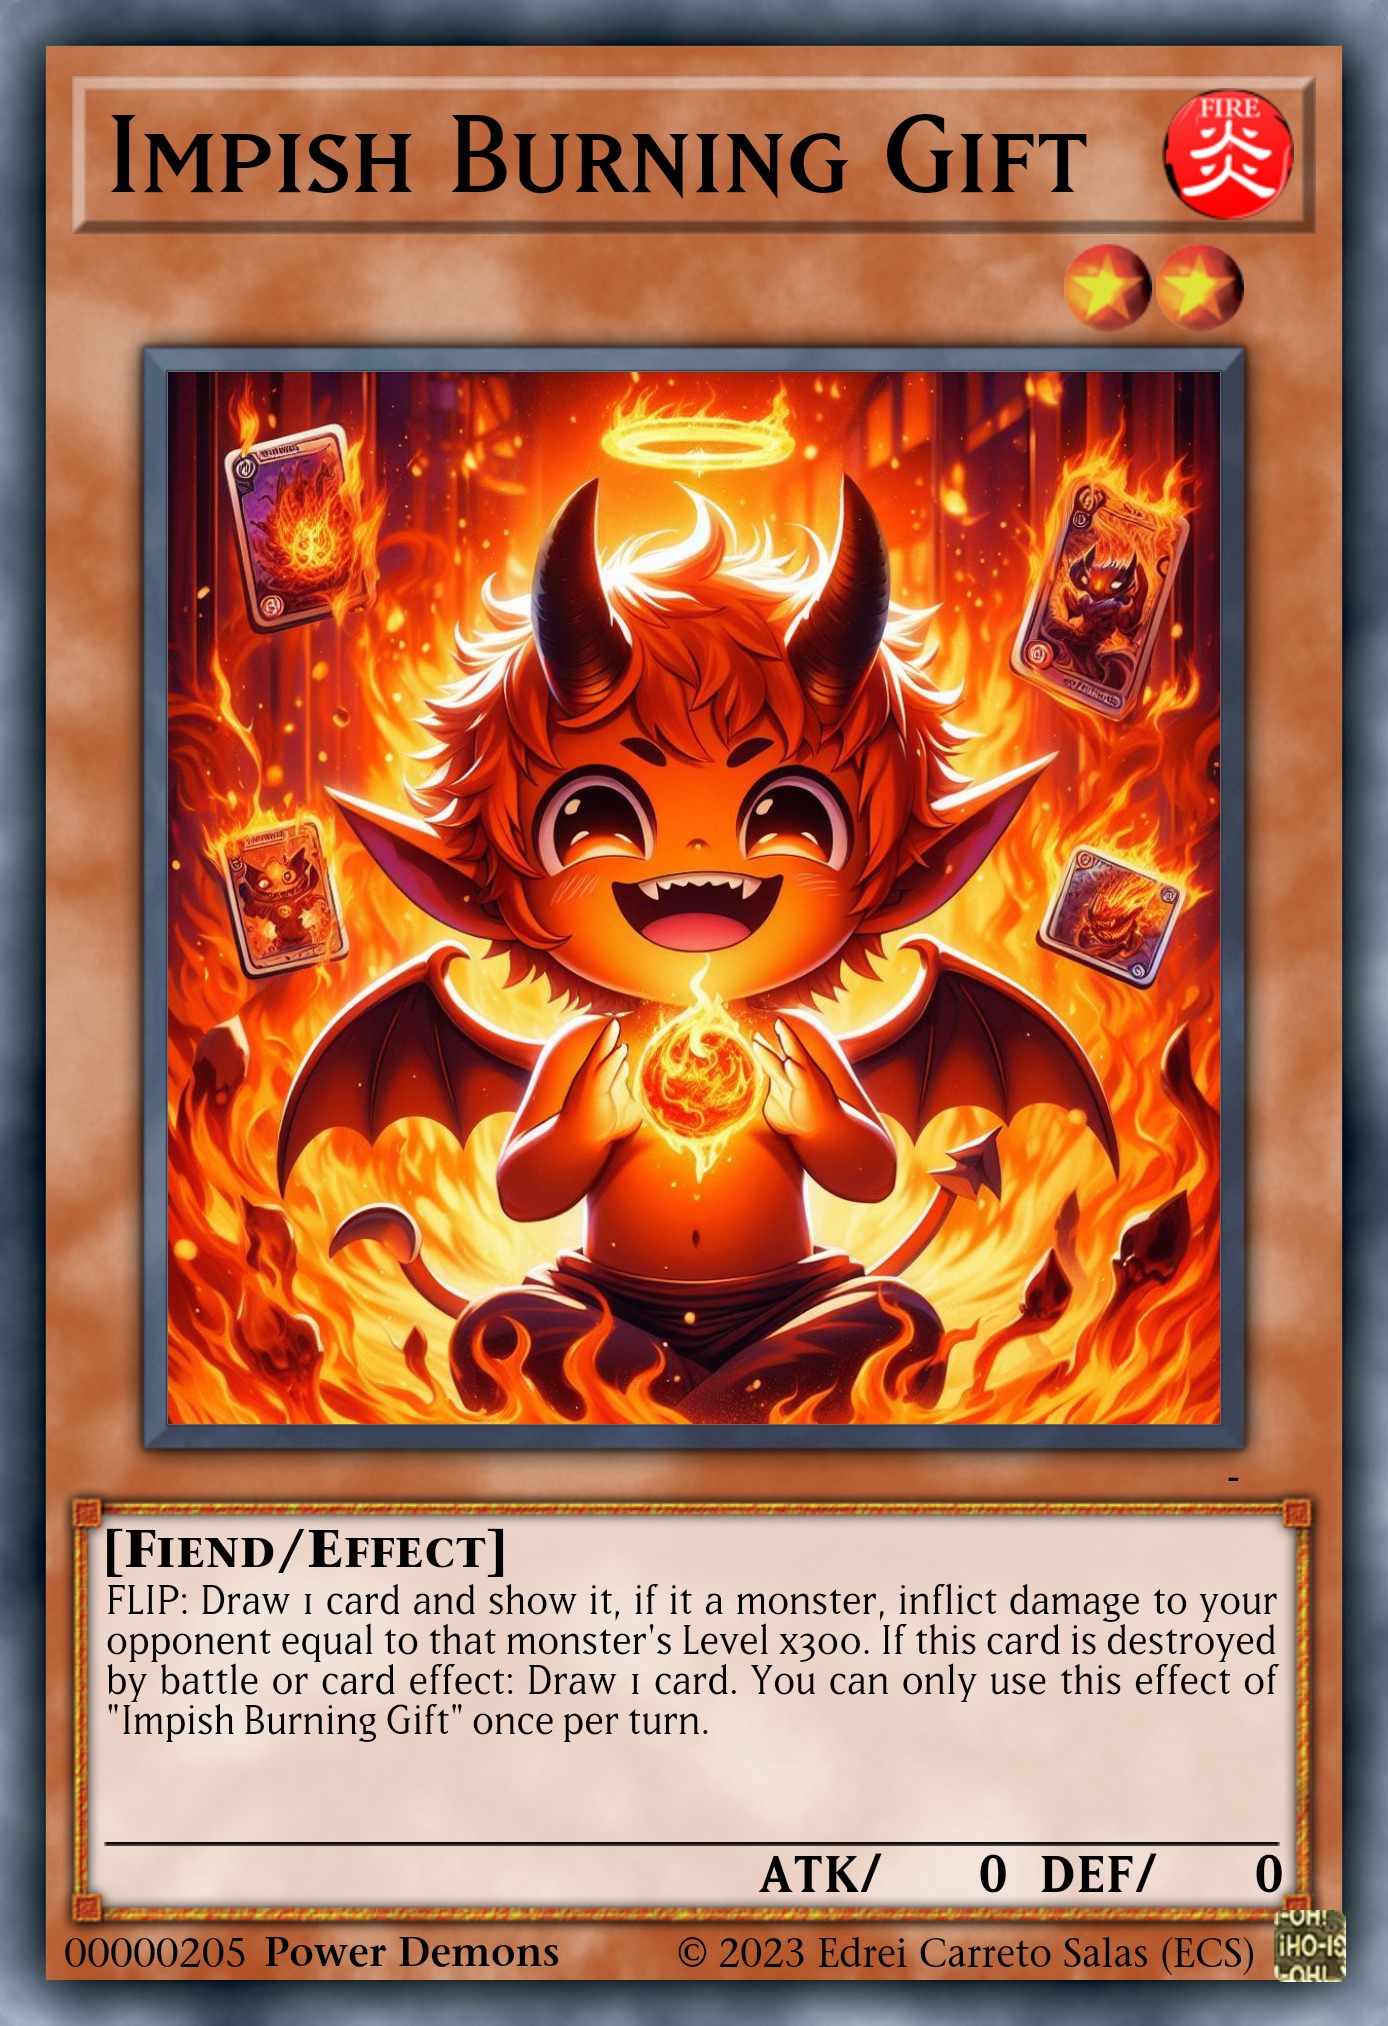 Impish Burning Gift
FIRE
炎
-
[Fiend/Effect]
FLIP: Draw 1 card and show it, if it a monster, inflict damage to your
opponent equal to that monster's Level x300. If this card is destroyed
by battle or card effect: Draw 1 card. You can only use this effect of
"Impish Burning Gift" once per turn.
ATK/ 0 DEF/ 0
00000205 Power Demons © 2023 Edrei Carreto Salas (ECS)